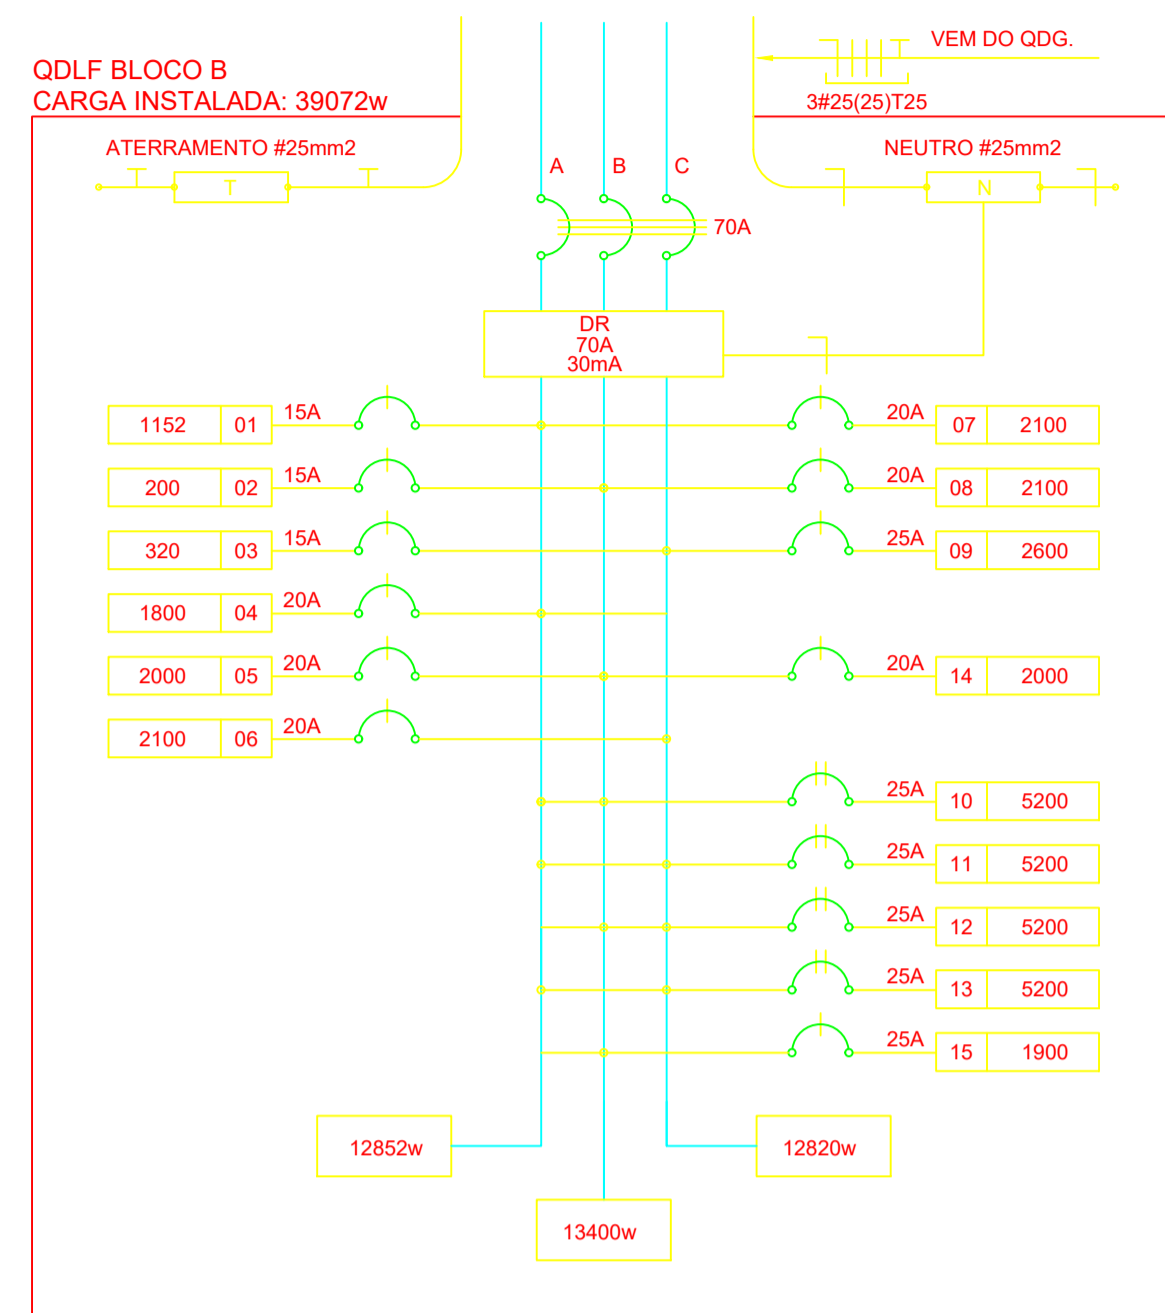 VEM DO QDG.
QDLF BLOCO B
CARGA INSTALADA: 39072w
3#25(25)T25
ATERRAMENTO #25mm2
NEUTRO #25mm2
A B C
T
N
70A
DR
70A
30mA
1152 01 15A 20A 07 2100
200 02 15A 20A 08 2100
320 03 15A 25A 09 2600
1800 04 20A
2000 05 20A 20A 14 2000
2100 06 20A
25A 10 5200
25A 11 5200
25A 12 5200
25A 13 5200
25A 15 1900
12852w
12820w
13400w